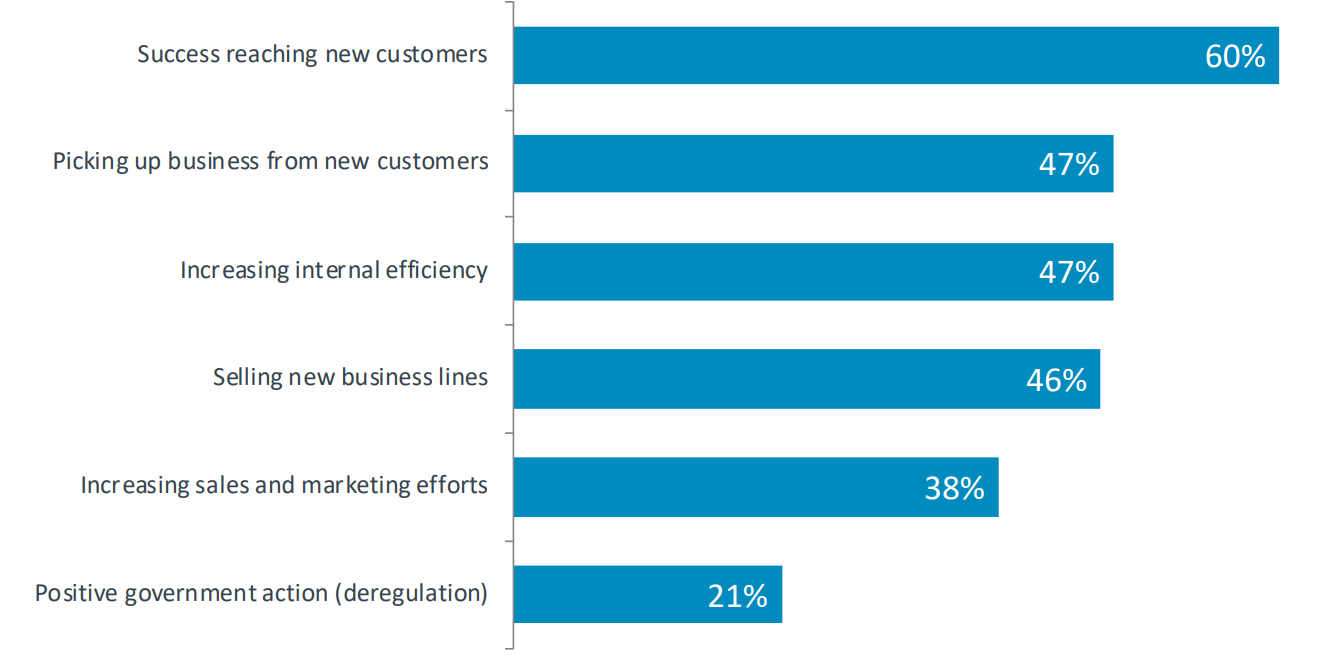 Success reaching new customers 60%
Picking up business from new customers 47%
Increasing internal efficiency 47%
Selling new business lines 46%
Increasing sales and marketing efforts 38%
Positive government action (deregulation) 21%